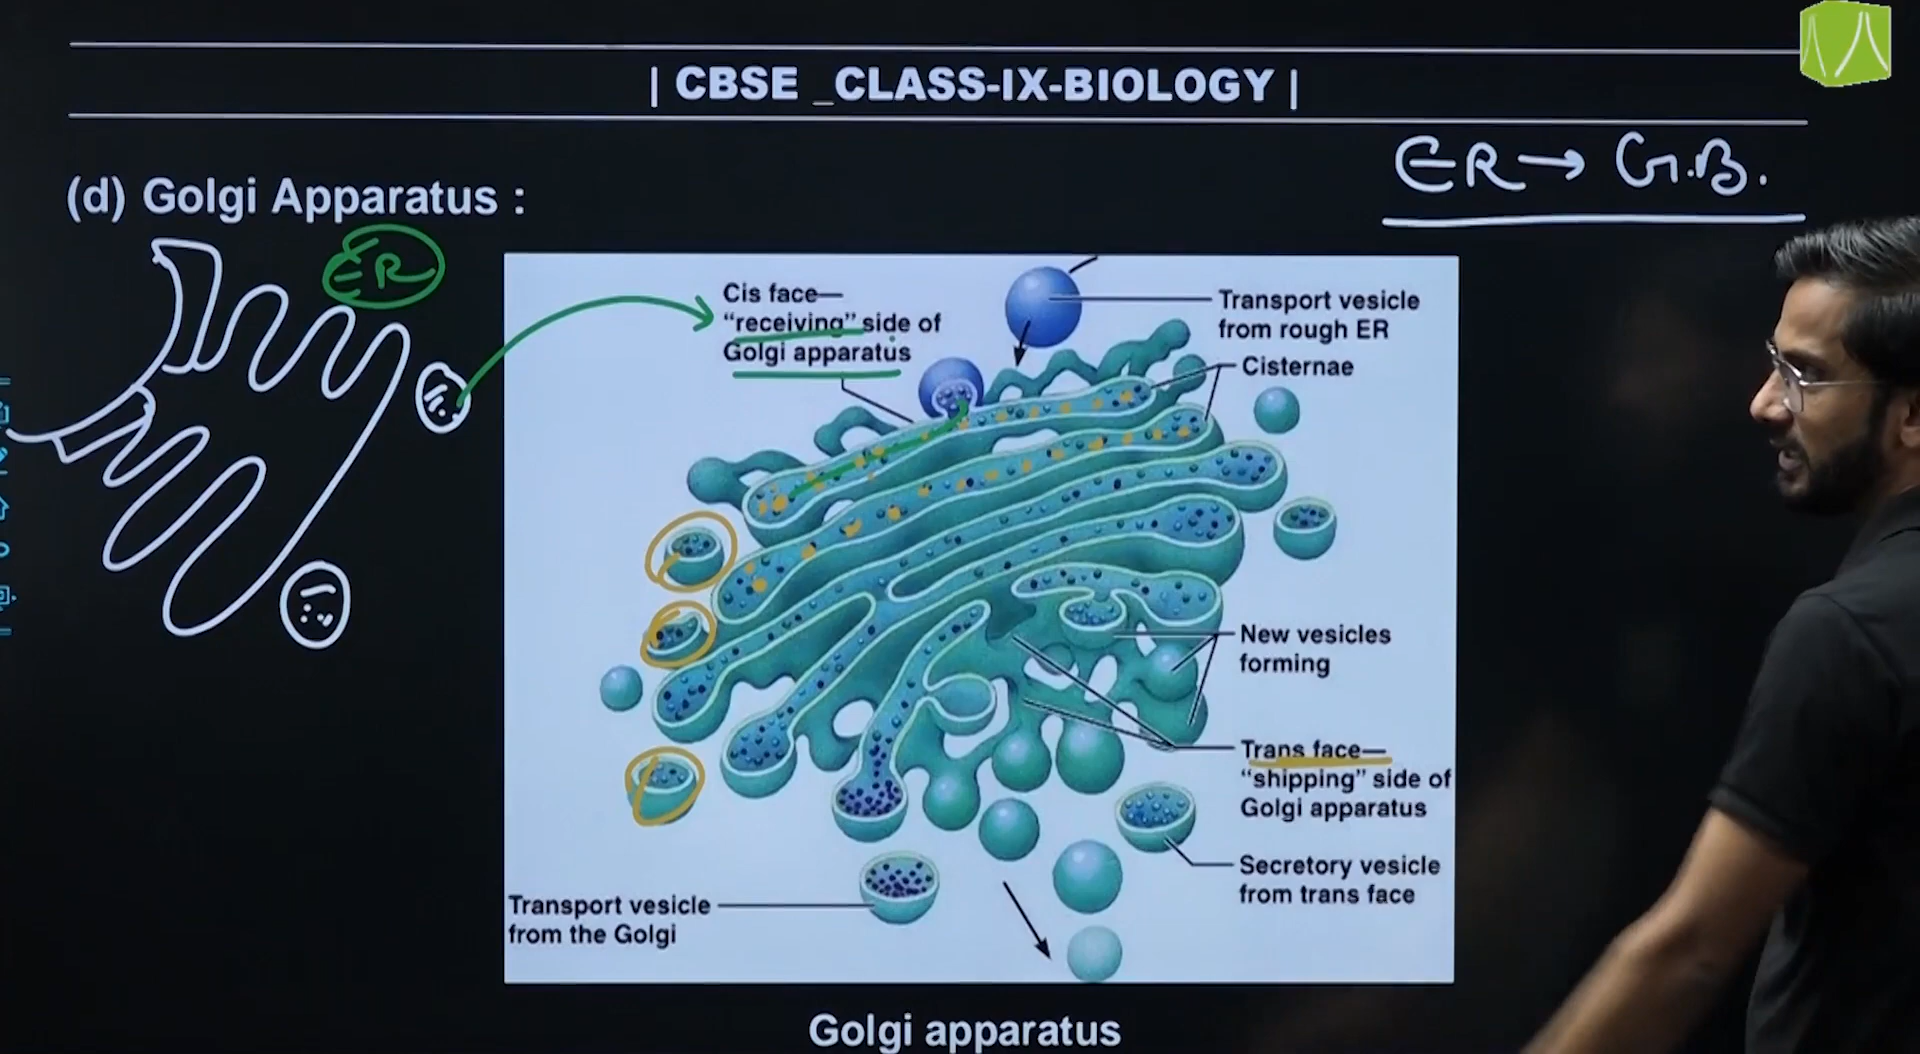 | CBSE _CLASS-IX-BIOLOGY |
ER → G.B.
(d) Golgi Apparatus :
ER
Cis face—
“receiving” side of
Golgi apparatus
Transport vesicle
from rough ER
Cisternae
New vesicles
forming
Trans face—
“shipping” side of
Golgi apparatus
Secretory vesicle
from trans face
Transport vesicle
from the Golgi
Golgi apparatus